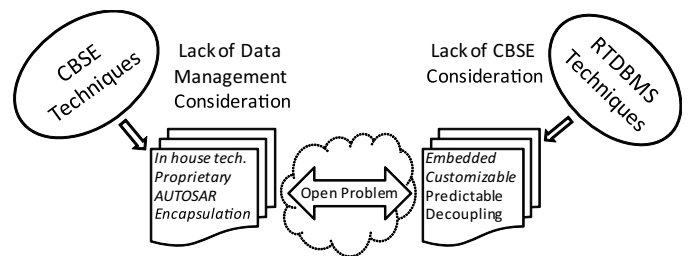 CBSE
Techniques
Lack of Data
Management
Consideration
Lack of CBSE
Consideration
RTDBMS
Techniques
In house tech.
Proprietary
AUTOSAR
Encapsulation
Open Problem
Embedded
Customizable
Predictable
Decoupling